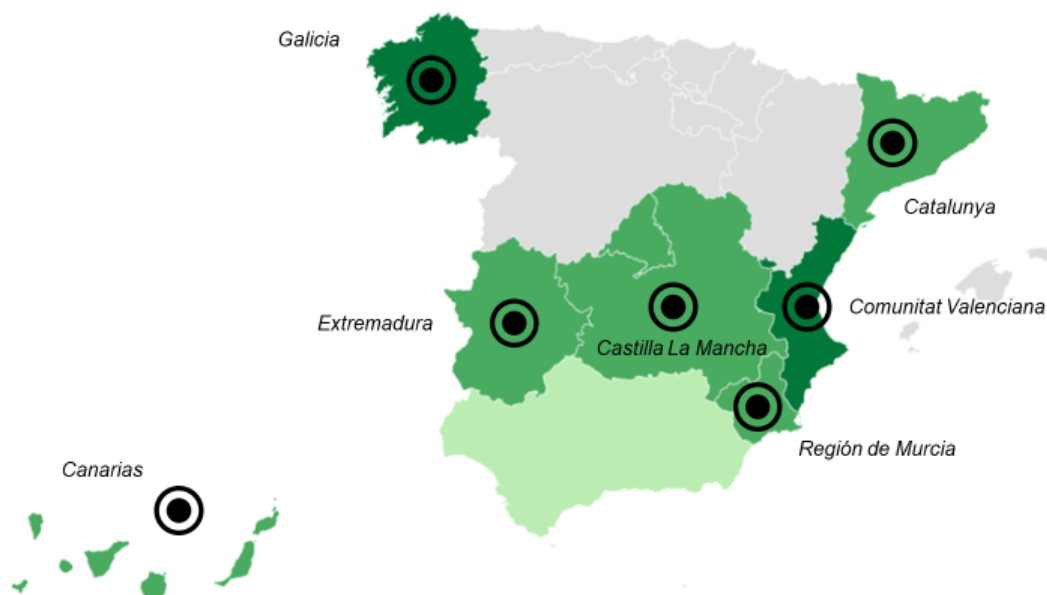 Galicia
Catalunya
Extremadura
Comunitat Valenciana
Castilla La Mancha
Región de Murcia
Canarias